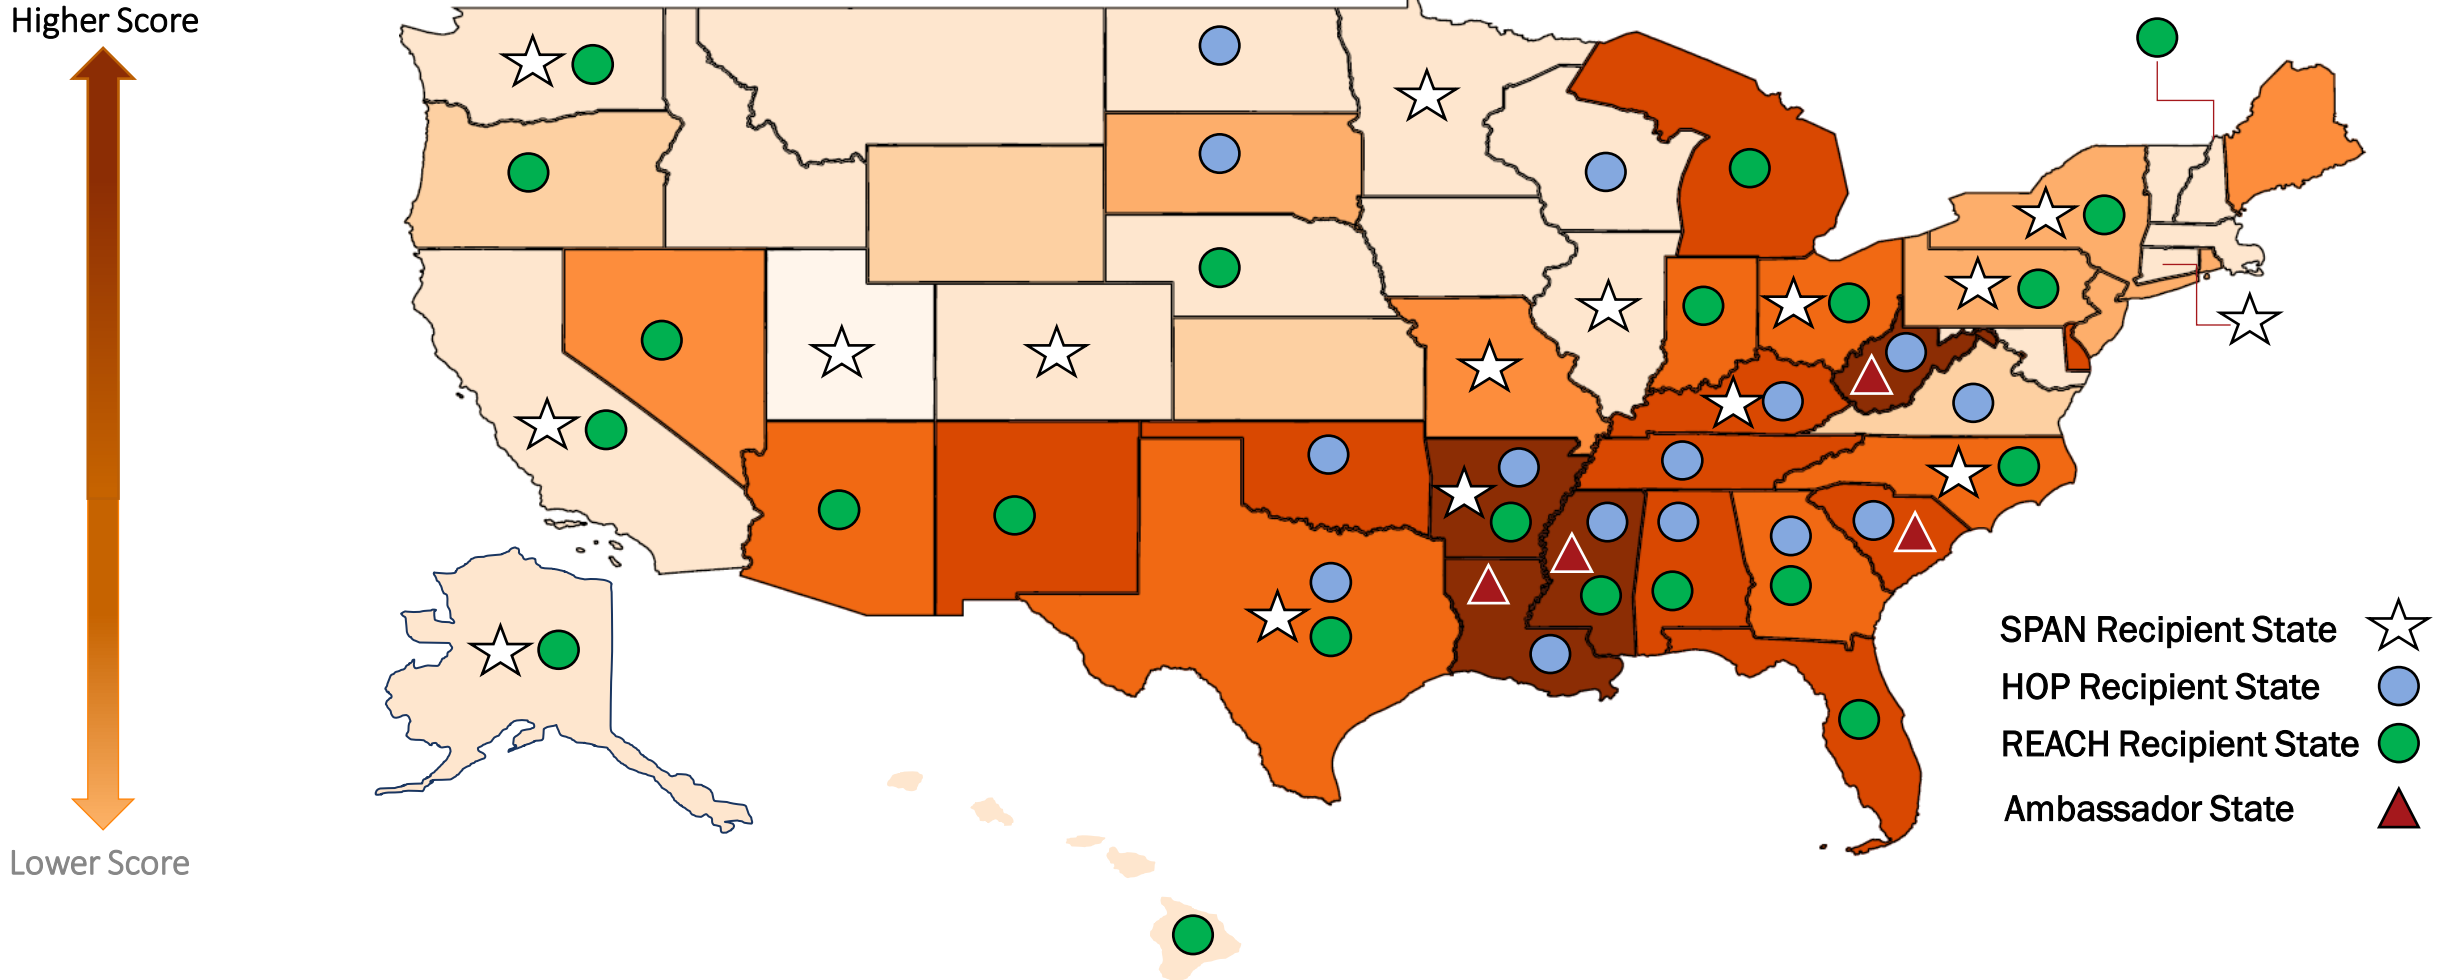 Higher Score
Lower Score
SPAN Recipient State
HOP Recipient State
REACH Recipient State
Ambassador State